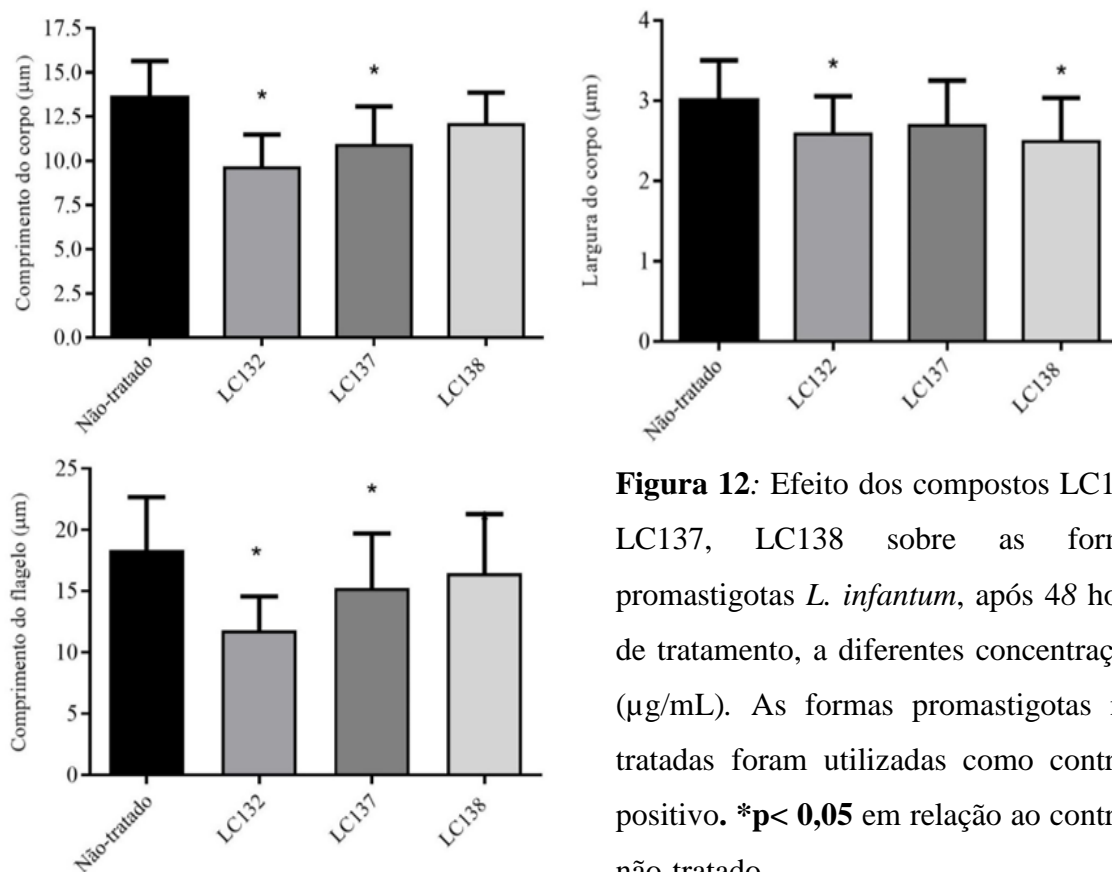 17.5
15.0
12.5
10.0
7.5
5.0
2.5
0.0
Comprimento do corpo (µm)
* *
Não-tratado LC132 LC137 LC138
4
3
2
1
0
Largura do corpo (µm)
* *
Não-tratado LC132 LC137 LC138
25
20
15
10
5
0
Comprimento do flagelo (µm)
* *
Não-tratado LC132 LC137 LC138
Figura 12: Efeito dos compostos
LC137, LC138 sobre as
promastigotas L. infantum, após 48
de tratamento, a diferentes
(µg/mL). As formas promastigotas
tratadas foram utilizadas como
positivo. *p< 0,05 em relação ao